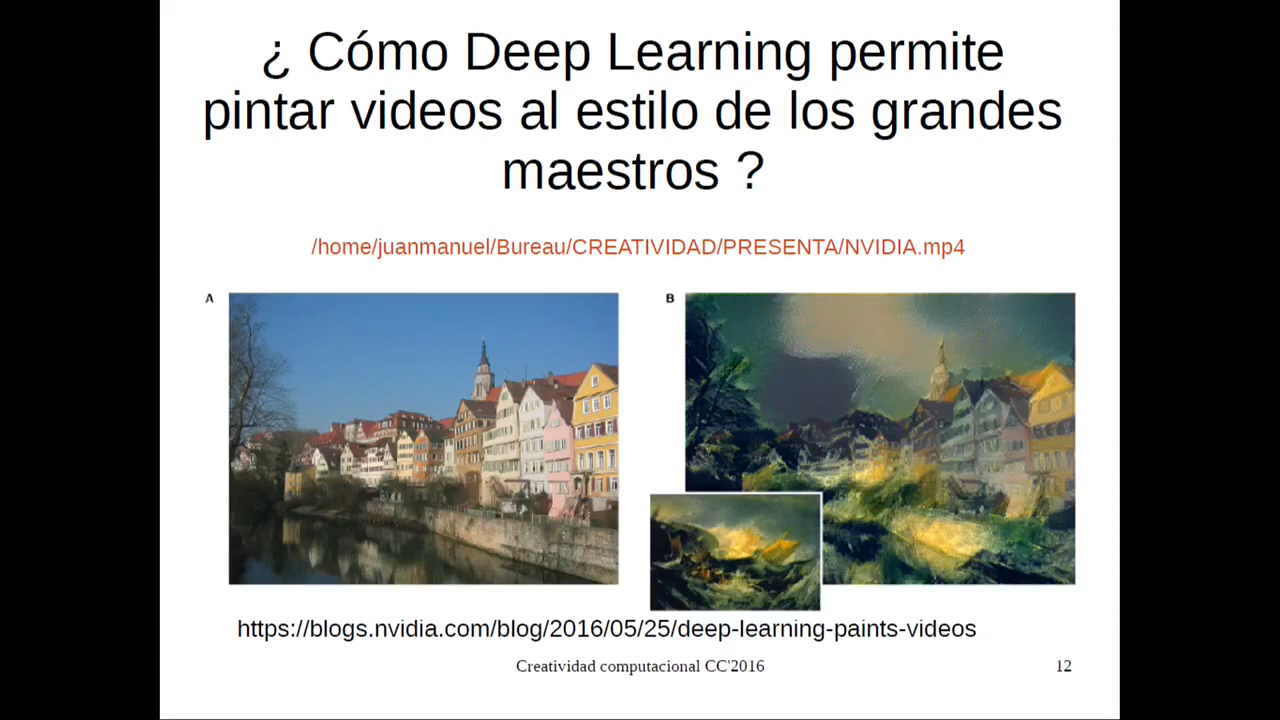 ¿ Cómo Deep Learning permite
pintar videos al estilo de los grandes
maestros ?
/home/juanmanuel/Bureau/CREATIVIDAD/PRESENTA/NVIDIA.mp4
A
B
https://blogs.nvidia.com/blog/2016/05/25/deep-learning-paints-videos
Creatividad computacional CC'2016
12